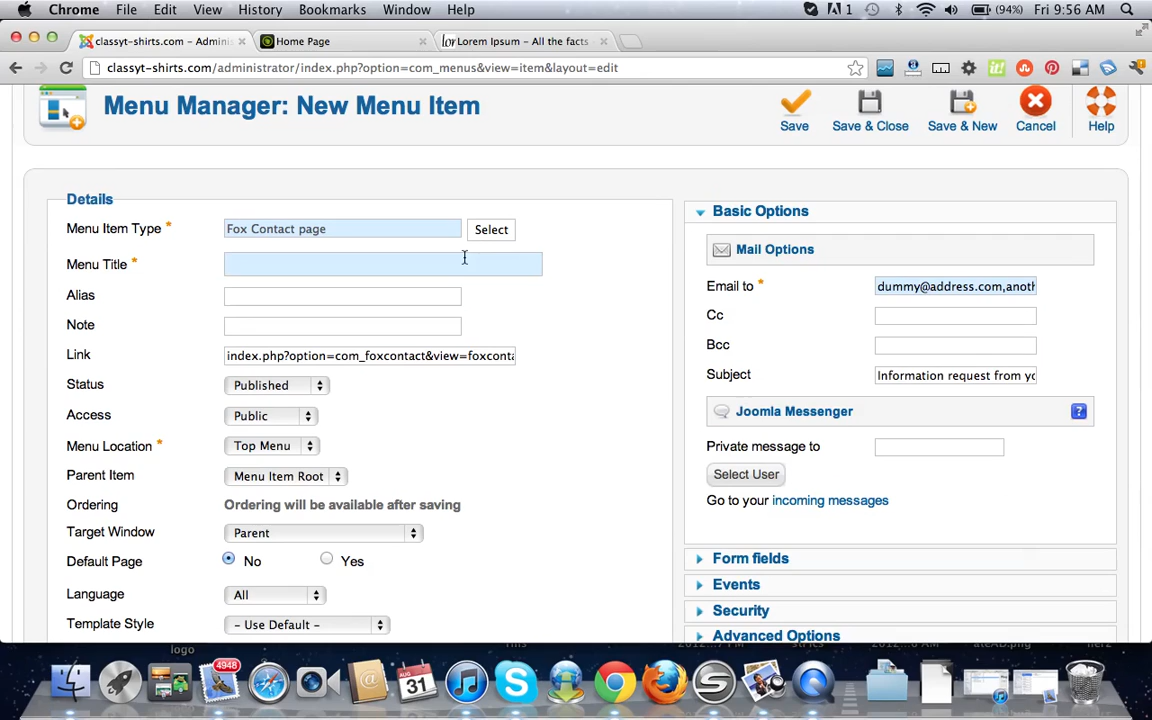 Chrome File Edit View History Bookmarks Window Help 1 (94%) Fri 9:56 AM
classyt-shirts.com - Adminis Home Page lor Lorem Ipsum - All the facts
classyt-shirts.com/administrator/index.php?option=com_menus&view=item&layout=edit
Menu Manager: New Menu Item
Save Save & Close Save & New Cancel Help
Details
Menu Item Type * Fox Contact page Select
Menu Title *
Alias
Note
Link index.php?option=com_foxcontact&view=foxconta
Status Published
Access Public
Menu Location * Top Menu
Parent Item Menu Item Root
Ordering Ordering will be available after saving
Target Window Parent
Default Page No Yes
Language All
Template Style - Use Default -
Basic Options
Mail Options
Email to * dummy@address.com,anoth
Cc
Bcc
Subject Information request from yo
Joomla Messenger ?
Private message to
Select User
Go to your incoming messages
Form fields
Events
Security
Advanced Options
logo
4948
31